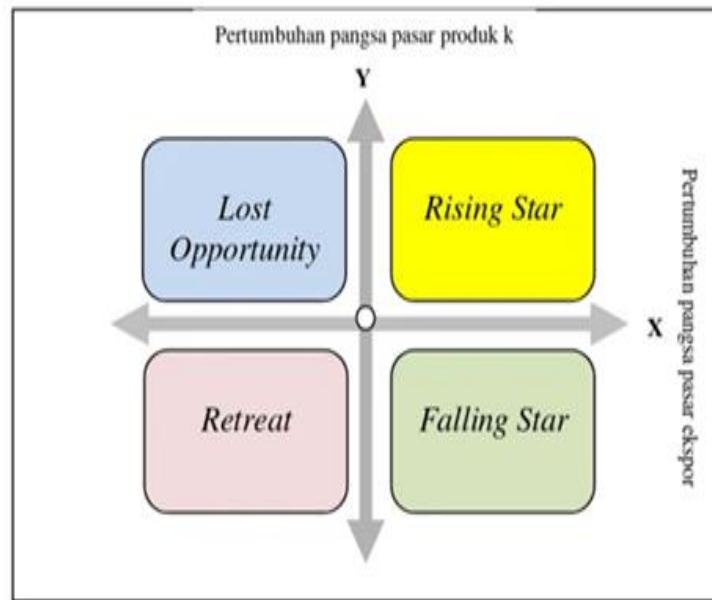 Pertumbuhan pangsa pasar produk k
Y
Lost
Opportunity
Rising Star
X
Pertumbuhan pangsa pasar ekspor
Retreat
Falling Star